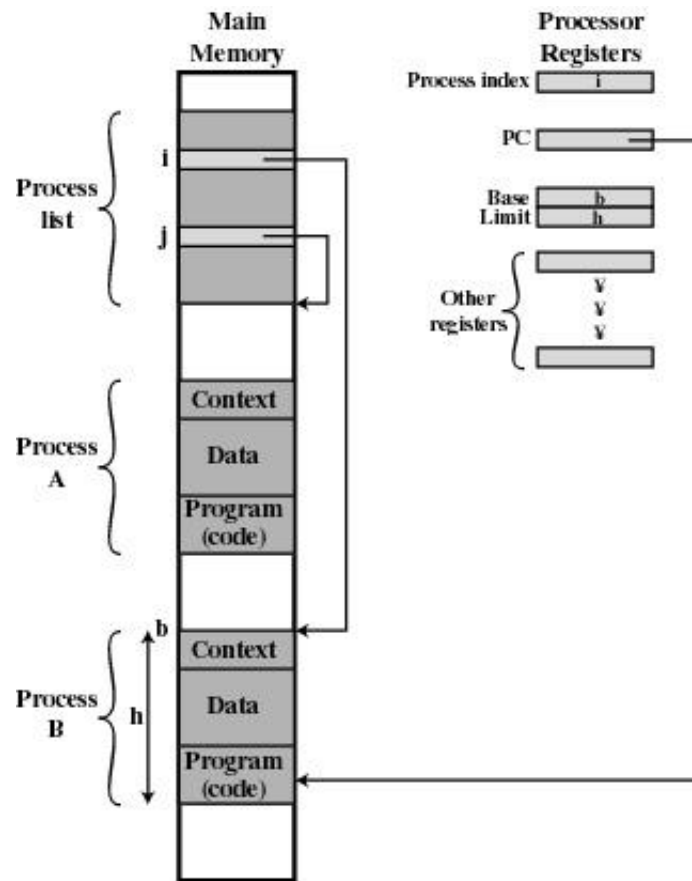 Main
Memory
Processor
Registers
Process index
i
PC
Base
b
Limit
h
Other
registers
¥
¥
¥
Process
list
i
j
Process
A
Context
Data
Program
(code)
Process
B
b
h
Context
Data
Program
(code)